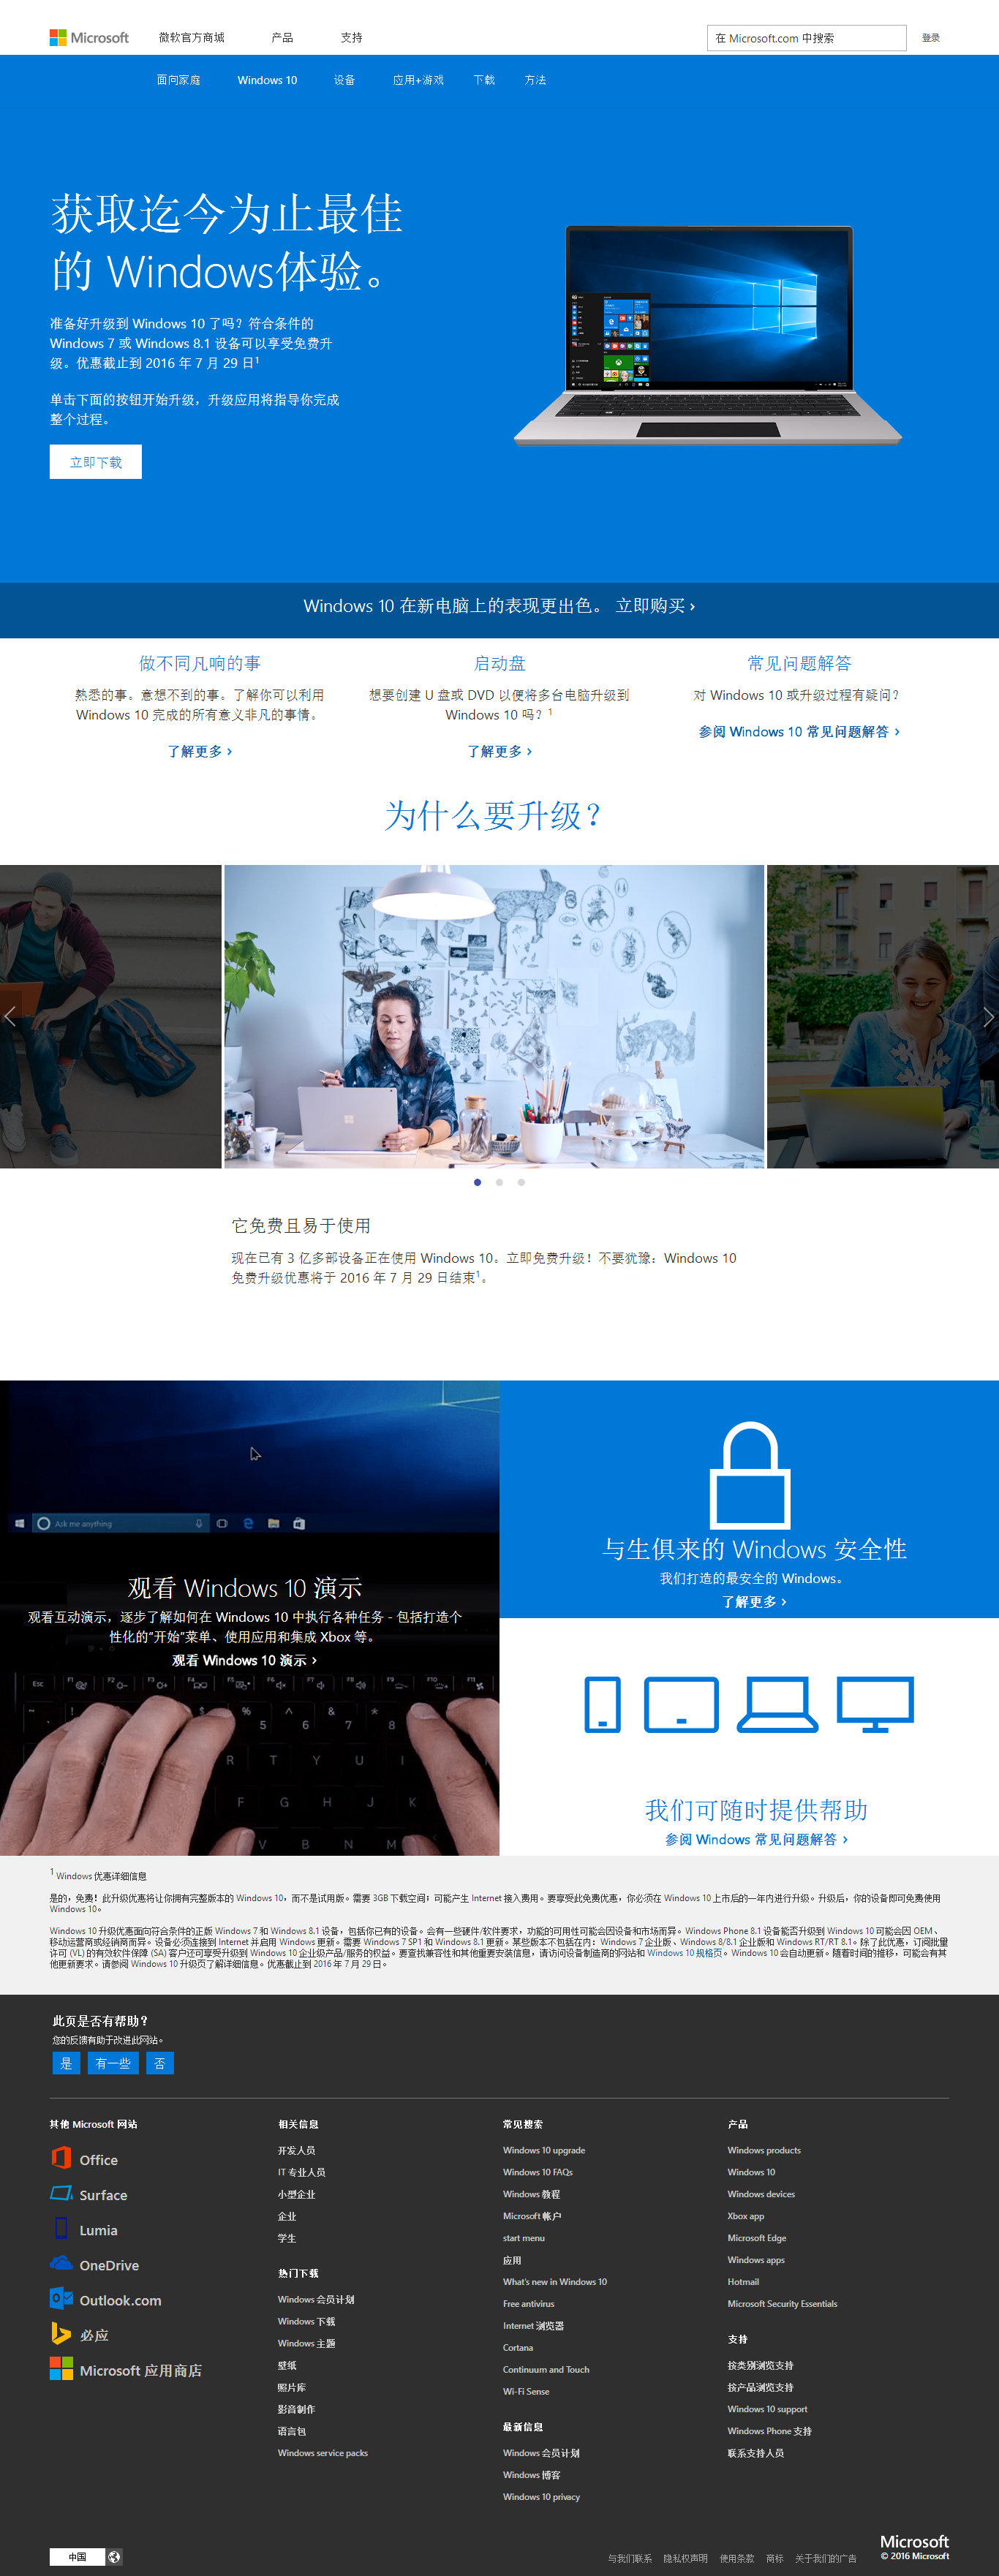 Microsoft 微软官方商城 产品 支持 在 Microsoft.com 中搜索 登录
面向家庭 Windows 10 设备 应用+游戏 下载 方法
获取迄今为止最佳
的 Windows体验。
准备好升级到 Windows 10 了吗？符合条件的
Windows 7 或 Windows 8.1 设备可以享受免费升
级。优惠截止到 2016 年 7 月 29 日¹
单击下面的按钮开始升级，升级应用将指导你完成
整个过程。
立即下载
Windows 10 在新电脑上的表现更出色。 立即购买 ›
做不同凡响的事
熟悉的事。意想不到的事。了解你可以利用
Windows 10 完成的所有意义非凡的事情。
了解更多 ›
启动盘
想要创建 U 盘或 DVD 以便将多台电脑升级到
Windows 10 吗？¹
了解更多 ›
常见问题解答
对 Windows 10 或升级过程有疑问？
参阅 Windows 10 常见问题解答 ›
为什么要升级？
它免费且易于使用
现在已有 3 亿多部设备正在使用 Windows 10。立即免费升级！不要犹豫：Windows 10
免费升级优惠将于 2016 年 7 月 29 日结束¹。
Ask me anything
观看 Windows 10 演示
观看互动演示，逐步了解如何在 Windows 10 中执行各种任务 - 包括打造个
性化的“开始”菜单、使用应用和集成 Xbox 等。
观看 Windows 10 演示 ›
与生俱来的 Windows 安全性
我们打造的最安全的 Windows。
了解更多 ›
我们可随时提供帮助
参阅 Windows 常见问题解答 ›
¹ Windows 优惠详细信息
是的，免费！此升级优惠将让你拥有完整版本的 Windows 10，而不是试用版。需要 3GB 下载空间；可能产生 Internet 接入费用。要享受此免费优惠，你必须在 Windows 10 上市后的一年内进行升级。升级后，你的设备即可免费使用
Windows 10。
Windows 10 升级优惠面向符合条件的正版 Windows 7 和 Windows 8.1 设备，包括你已有的设备。会有一些硬件/软件要求，功能的可用性可能会因设备和市场而异。Windows Phone 8.1 设备能否升级到 Windows 10 可能会因 OEM、
移动运营商或经销商而异。设备必须连接到 Internet 并启用 Windows 更新。需要 Windows 7 SP1 和 Windows 8.1 更新。某些版本不包括在内：Windows 7 企业版、Windows 8/8.1 企业版和 Windows RT/RT 8.1。除了此优惠，订阅批量
许可 (VL) 的有效软件保障 (SA) 客户还可享受升级到 Windows 10 企业级产品/服务的权益。要查找兼容性和其他重要安装信息，请访问设备制造商的网站和 Windows 10 规格页。Windows 10 会自动更新。随着时间的推移，可能会有其
他更新要求。请参阅 Windows 10 升级页了解详细信息。优惠截止到 2016 年 7 月 29 日。
此页是否有帮助？
您的反馈有助于改进此网站。
是 有一些 否
其他 Microsoft 网站
Office
Surface
Lumia
OneDrive
Outlook.com
必应
Microsoft 应用商店
相关信息
开发人员
IT 专业人员
小型企业
企业
学生
热门下载
Windows 会员计划
Windows 下载
Windows 主题
壁纸
照片库
影音制作
语言包
Windows service packs
常见搜索
Windows 10 upgrade
Windows 10 FAQs
Windows 教程
Microsoft 帐户
start menu
应用
What's new in Windows 10
Free antivirus
Internet 浏览器
Cortana
Continuum and Touch
Wi-Fi Sense
最新信息
Windows 会员计划
Windows 博客
Windows 10 privacy
产品
Windows products
Windows 10
Windows devices
Xbox app
Microsoft Edge
Windows apps
Hotmail
Microsoft Security Essentials
支持
按类别浏览支持
按产品浏览支持
Windows 10 support
Windows Phone 支持
联系支持人员
中国
与我们联系 隐私权声明 使用条款 商标 关于我们的广告
Microsoft
© 2016 Microsoft